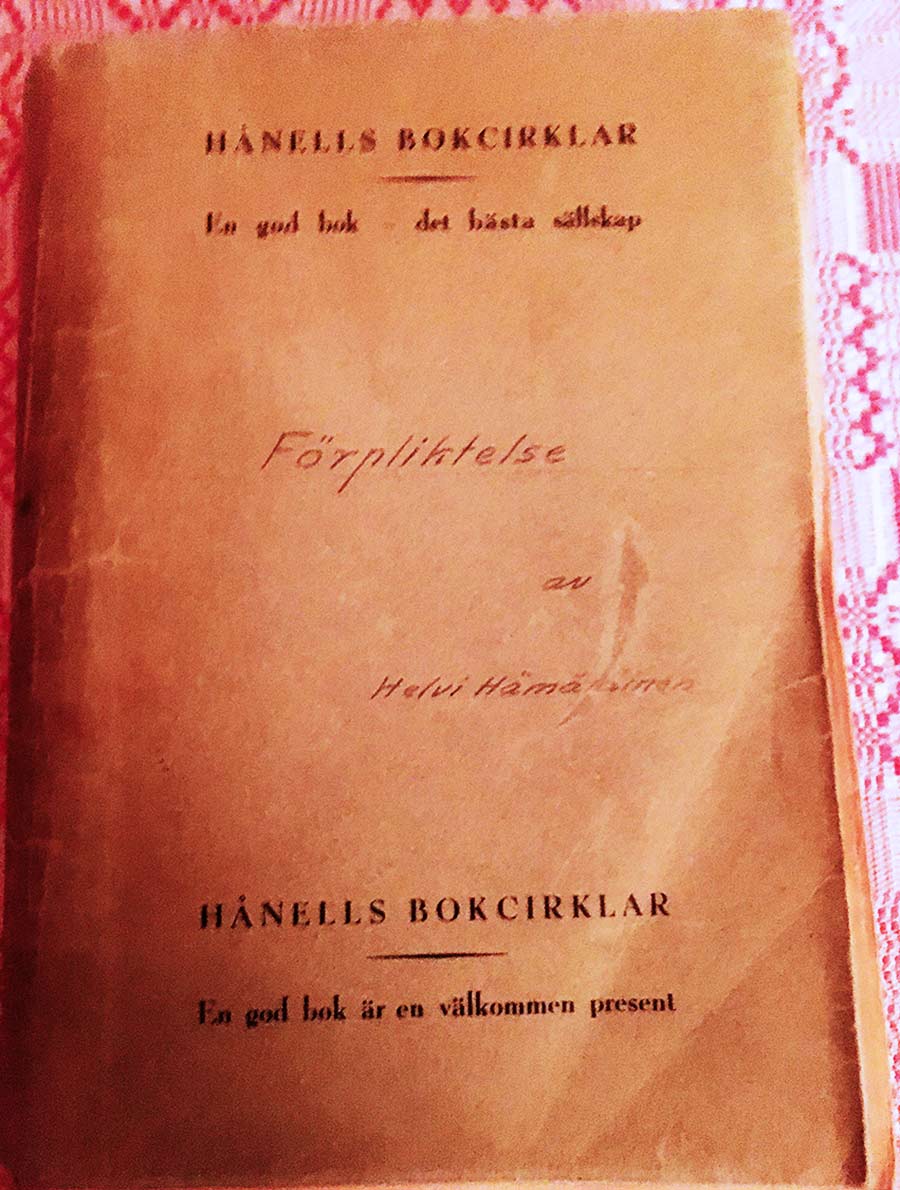 HÅNELLS BOKCIRKLAR
En god bok - det bästa sällskap
Förpliktelse
av
Helvi Hämäläinen
HÅNELLS BOKCIRKLAR
En god bok är en välkommen present